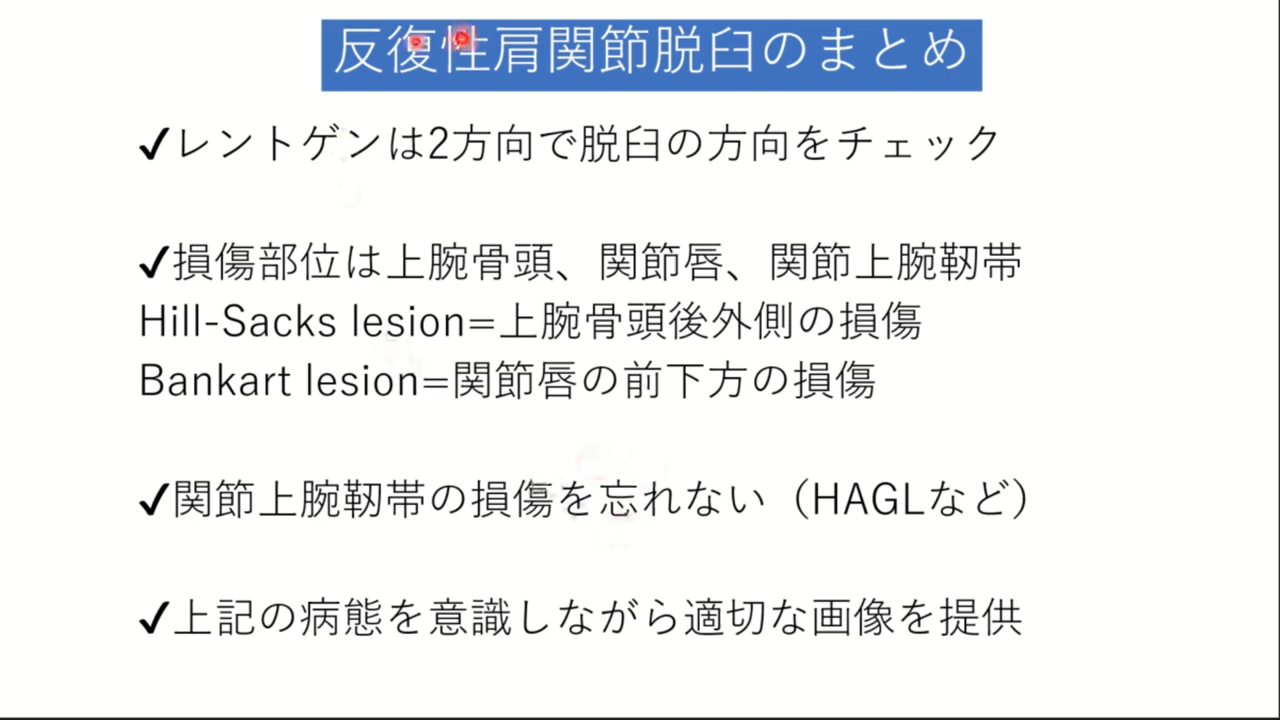 反復性肩関節脱臼のまとめ
✓レントゲンは2方向で脱臼の方向をチェック
✓損傷部位は上腕骨頭、関節唇、関節上腕靭帯
Hill-Sacks lesion=上腕骨頭後外側の損傷
Bankart lesion=関節唇の前下方の損傷
✓関節上腕靭帯の損傷を忘れない（HAGLなど）
✓上記の病態を意識しながら適切な画像を提供